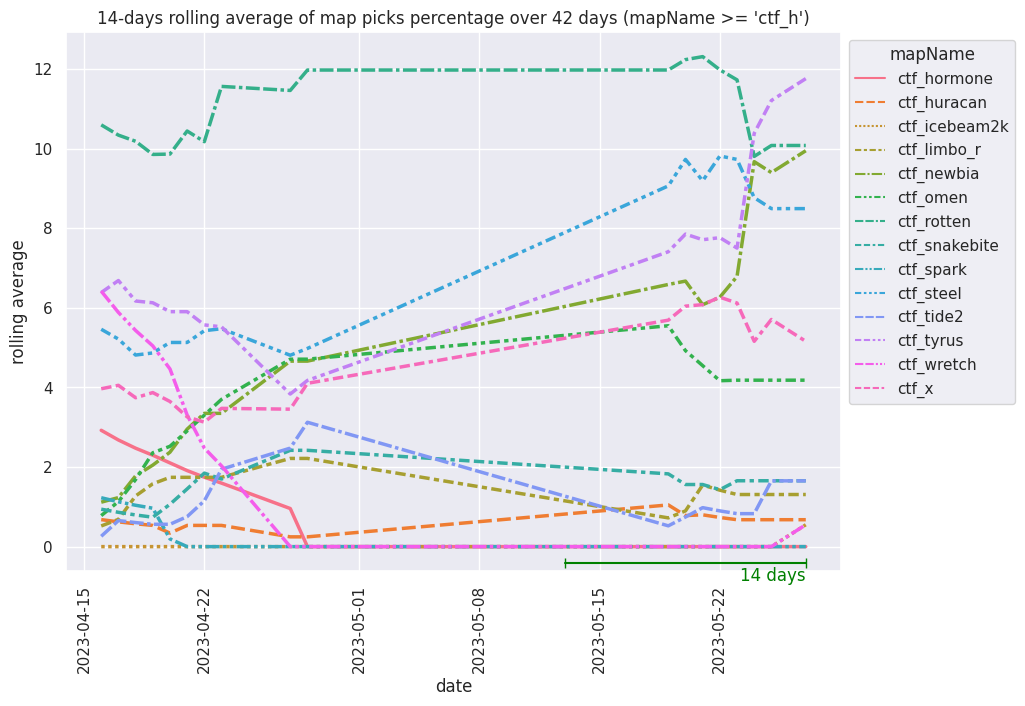 14-days rolling average of map picks percentage over 42 days (mapName >= 'ctf_h')
rolling average
12
10
8
6
4
2
0
14 days
2023-04-15
2023-04-22
2023-05-01
2023-05-08
2023-05-15
2023-05-22
date
mapName
ctf_hormone
ctf_huracan
ctf_icebeam2k
ctf_limbo_r
ctf_newbia
ctf_omen
ctf_rotten
ctf_snakebite
ctf_spark
ctf_steel
ctf_tide2
ctf_tyrus
ctf_wretch
ctf_x